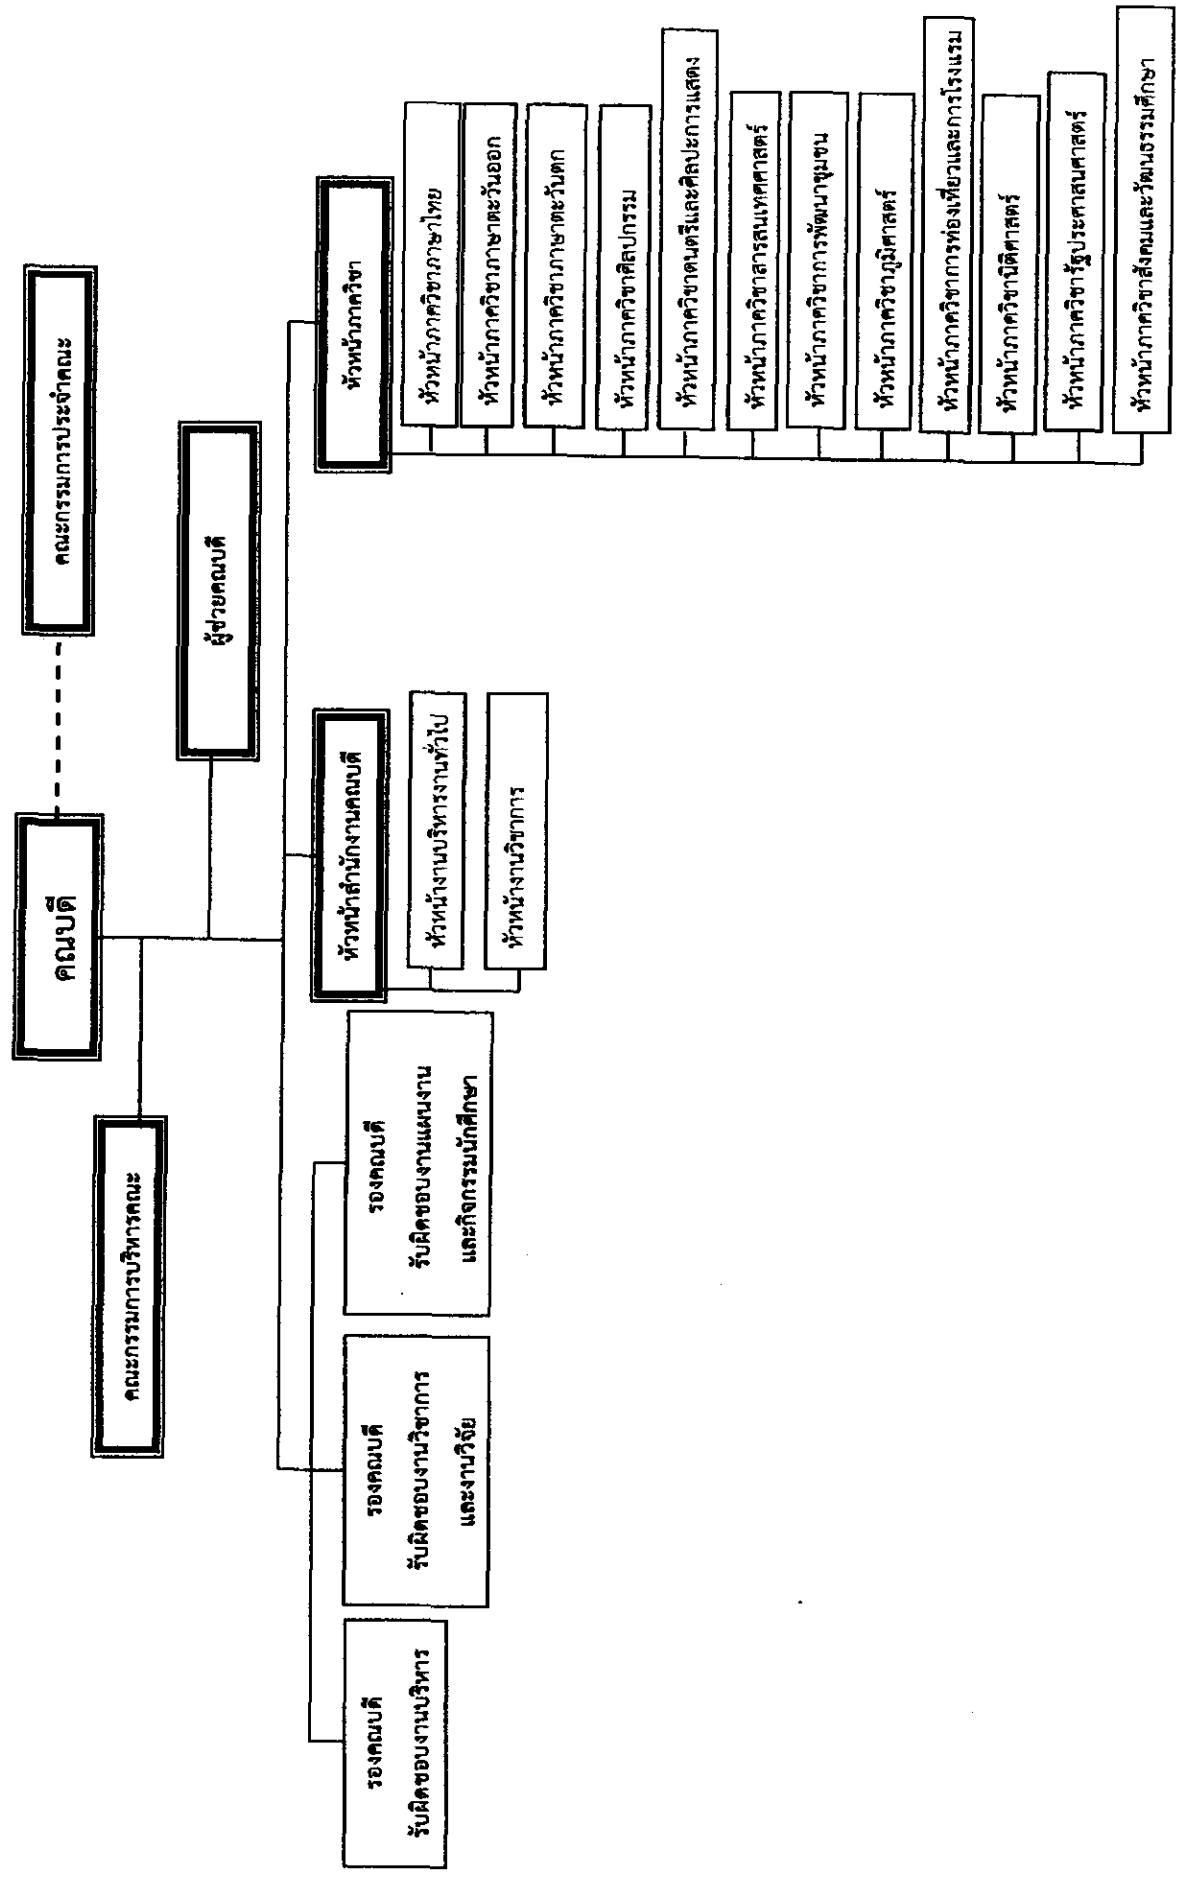 คณบดี
คณะกรรมการประจำคณะ
คณะกรรมการบริหารคณะ
ผู้ช่วยคณบดี
รองคณบดี
รับผิดชอบงานบริหาร
รองคณบดี
รับผิดชอบงานวิชาการ
และงานวิจัย
รองคณบดี
รับผิดชอบงานแผนงาน
และกิจกรรมนักศึกษา
หัวหน้าสำนักงานคณบดี
หัวหน้างานบริหารงานทั่วไป
หัวหน้างานวิชาการ
หัวหน้าภาควิชา
หัวหน้าภาควิชาภาษาไทย
หัวหน้าภาควิชาภาษาตะวันออก
หัวหน้าภาควิชาภาษาตะวันตก
หัวหน้าภาควิชาศิลปกรรม
หัวหน้าภาควิชาดนตรีและศิลปะการแสดง
หัวหน้าภาควิชาสารสนเทศศาสตร์
หัวหน้าภาควิชาการพัฒนาชุมชน
หัวหน้าภาควิชาภูมิศาสตร์
หัวหน้าภาควิชาการท่องเที่ยวและการโรงแรม
หัวหน้าภาควิชานิติศาสตร์
หัวหน้าภาควิชารัฐประศาสนศาสตร์
หัวหน้าภาควิชาสังคมและวัฒนธรรมศึกษา